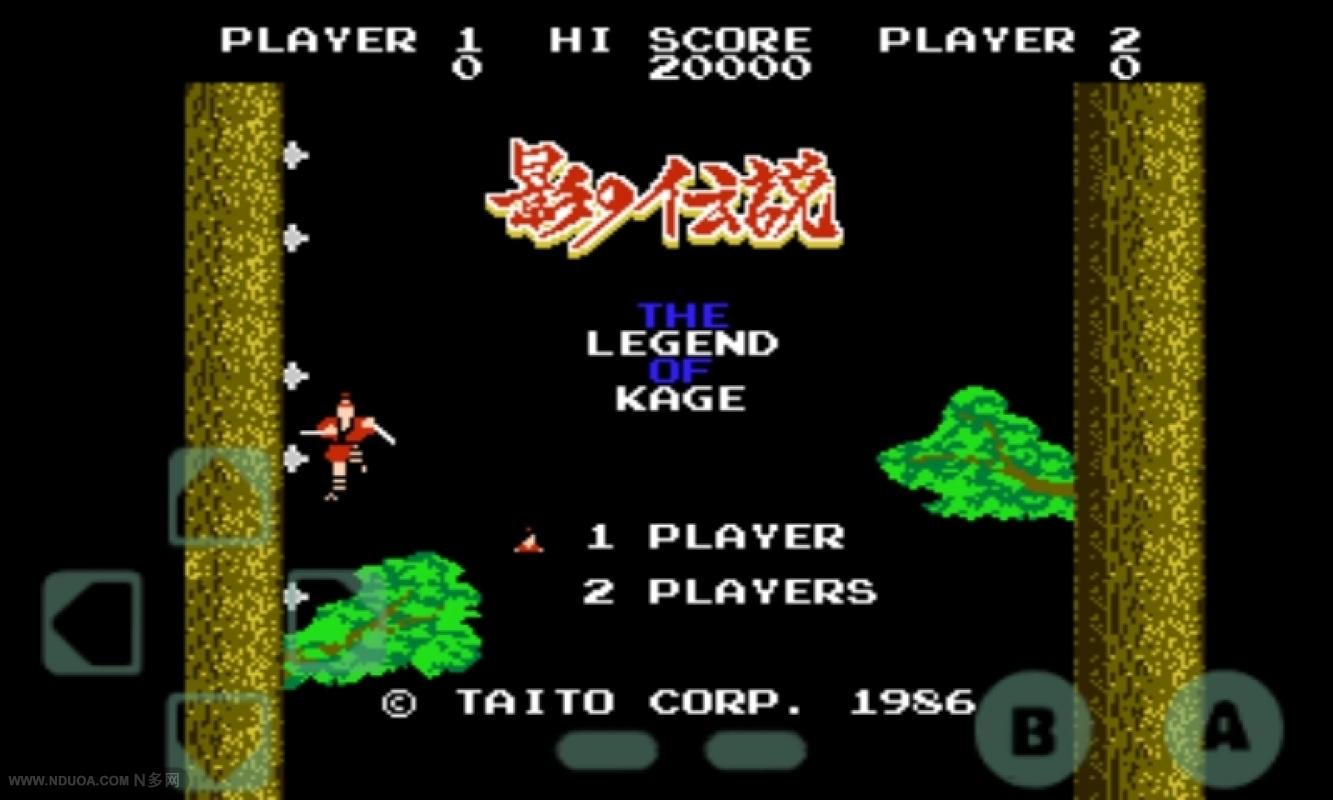 PLAYER 1 HI SCORE PLAYER 2
0 20000 0
影の伝説
THE
LEGEND
OF
KAGE
1 PLAYER
2 PLAYERS
© TAITO CORP. 1986
B A
WWW.NDUOA.COM N多网